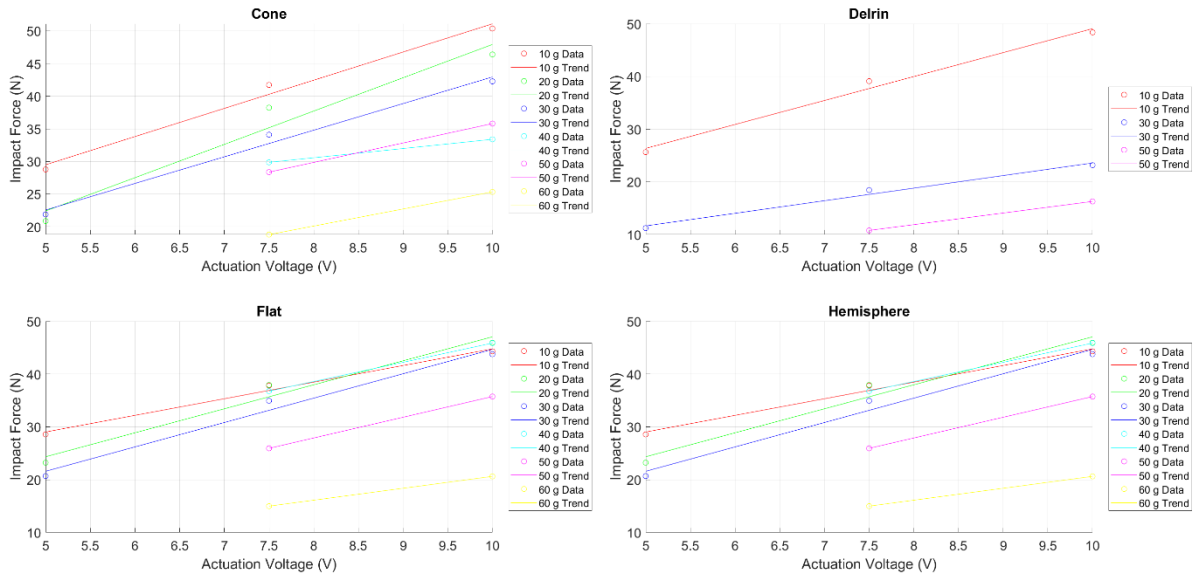 Cone
Impact Force (N)
50
45
40
35
30
25
20
5
5.5
6
6.5
7
7.5
8
8.5
9
9.5
10
Actuation Voltage (V)
10 g Data
10 g Trend
20 g Data
20 g Trend
30 g Data
30 g Trend
40 g Data
40 g Trend
50 g Data
50 g Trend
60 g Data
60 g Trend
Delrin
Impact Force (N)
50
40
30
20
10
5
5.5
6
6.5
7
7.5
8
8.5
9
9.5
10
Actuation Voltage (V)
10 g Data
10 g Trend
30 g Data
30 g Trend
50 g Data
50 g Trend
Flat
Impact Force (N)
50
40
30
20
10
5
5.5
6
6.5
7
7.5
8
8.5
9
9.5
10
Actuation Voltage (V)
10 g Data
10 g Trend
20 g Data
20 g Trend
30 g Data
30 g Trend
40 g Data
40 g Trend
50 g Data
50 g Trend
60 g Data
60 g Trend
Hemisphere
Impact Force (N)
50
40
30
20
10
5
5.5
6
6.5
7
7.5
8
8.5
9
9.5
10
Actuation Voltage (V)
10 g Data
10 g Trend
20 g Data
20 g Trend
30 g Data
30 g Trend
40 g Data
40 g Trend
50 g Data
50 g Trend
60 g Data
60 g Trend